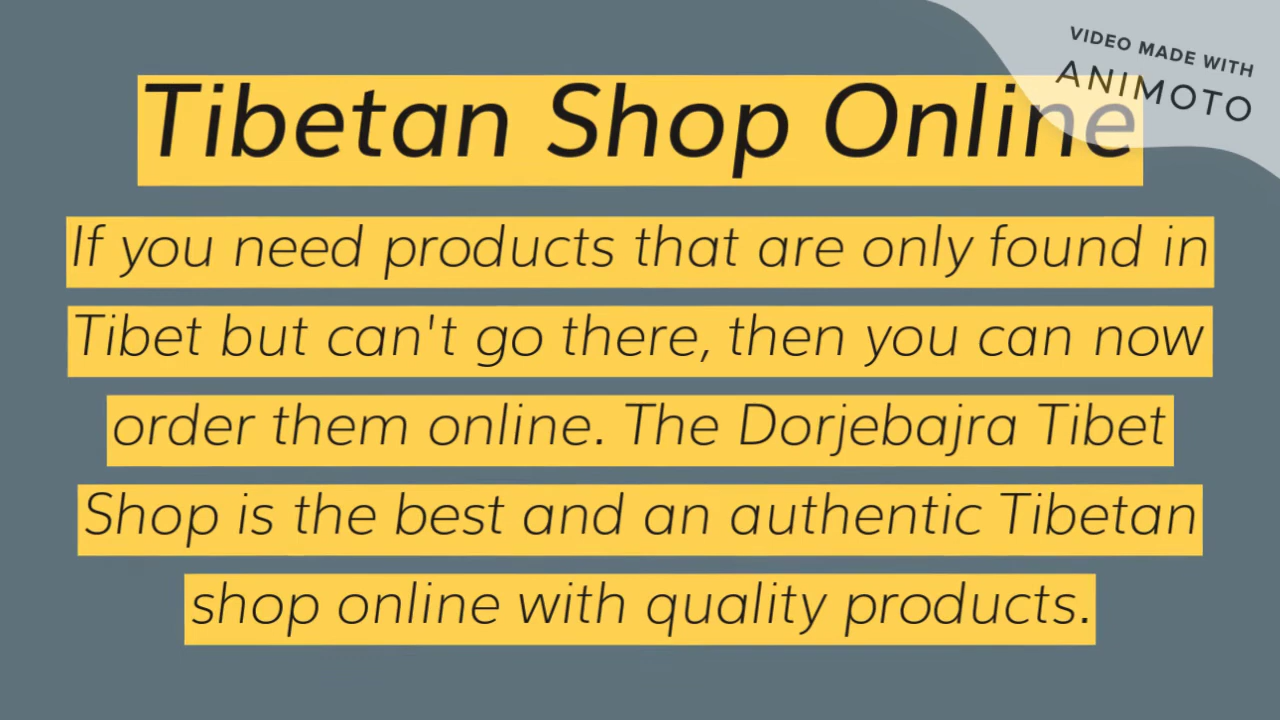 VIDEO MADE WITH
ANIMOTO
Tibetan Shop Online
If you need products that are only found in
Tibet but can't go there, then you can now
order them online. The Dorjebajra Tibet
Shop is the best and an authentic Tibetan
shop online with quality products.